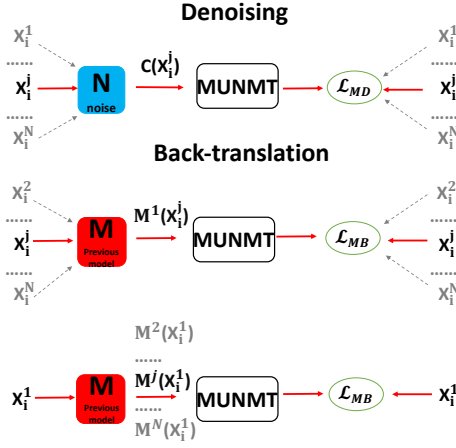 Denoising
X_i^1 X_i^1
...... C(X_i^j) ......
X_i^j N MUNMT ℒ_MD X_i^j
...... noise ......
X_i^N X_i^N
Back-translation
X_i^2 X_i^2
...... M^1(X_i^j) ......
X_i^j M MUNMT ℒ_MB X_i^j
...... Previous model ......
X_i^N X_i^N
M^2(X_i^1)
......
X_i^1 M M^j(X_i^1) MUNMT ℒ_MB X_i^1
Previous model ......
M^N(X_i^1)